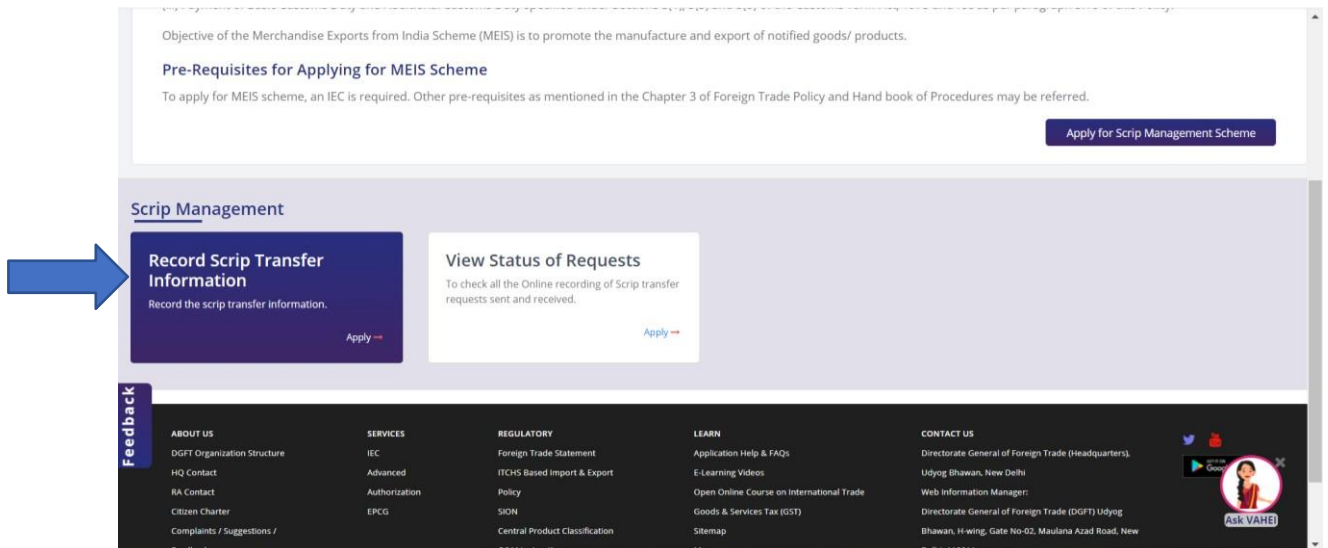 Objective of the Merchandise Exports from India Scheme (MEIS) is to promote the manufacture and export of notified goods/ products.
Pre-Requisites for Applying for MEIS Scheme
To apply for MEIS scheme, an IEC is required. Other pre-requisites as mentioned in the Chapter 3 of Foreign Trade Policy and Hand book of Procedures may be referred.
Apply for Scrip Management Scheme
Scrip Management
Record Scrip Transfer
Information
Record the scrip transfer information.
Apply →
View Status of Requests
To check all the Online recording of Scrip transfer
requests sent and received.
Apply →
Feedback
ABOUT US
DGFT Organization Structure
HQ Contact
RA Contact
Citizen Charter
Complaints / Suggestions /
SERVICES
IEC
Advanced
Authorization
EPCG
REGULATORY
Foreign Trade Statement
ITCHS Based Import & Export
Policy
SION
Central Product Classification
LEARN
Application Help & FAQs
E-Learning Videos
Open Online Course on International Trade
Goods & Services Tax (GST)
Sitemap
CONTACT US
Directorate General of Foreign Trade (Headquarters),
Udyog Bhawan, New Delhi
Web Information Manager:
Directorate General of Foreign Trade (DGFT) Udyog
Bhawan, H-wing, Gate No-02, Maulana Azad Road, New
GET IT ON
Ask VAHEI